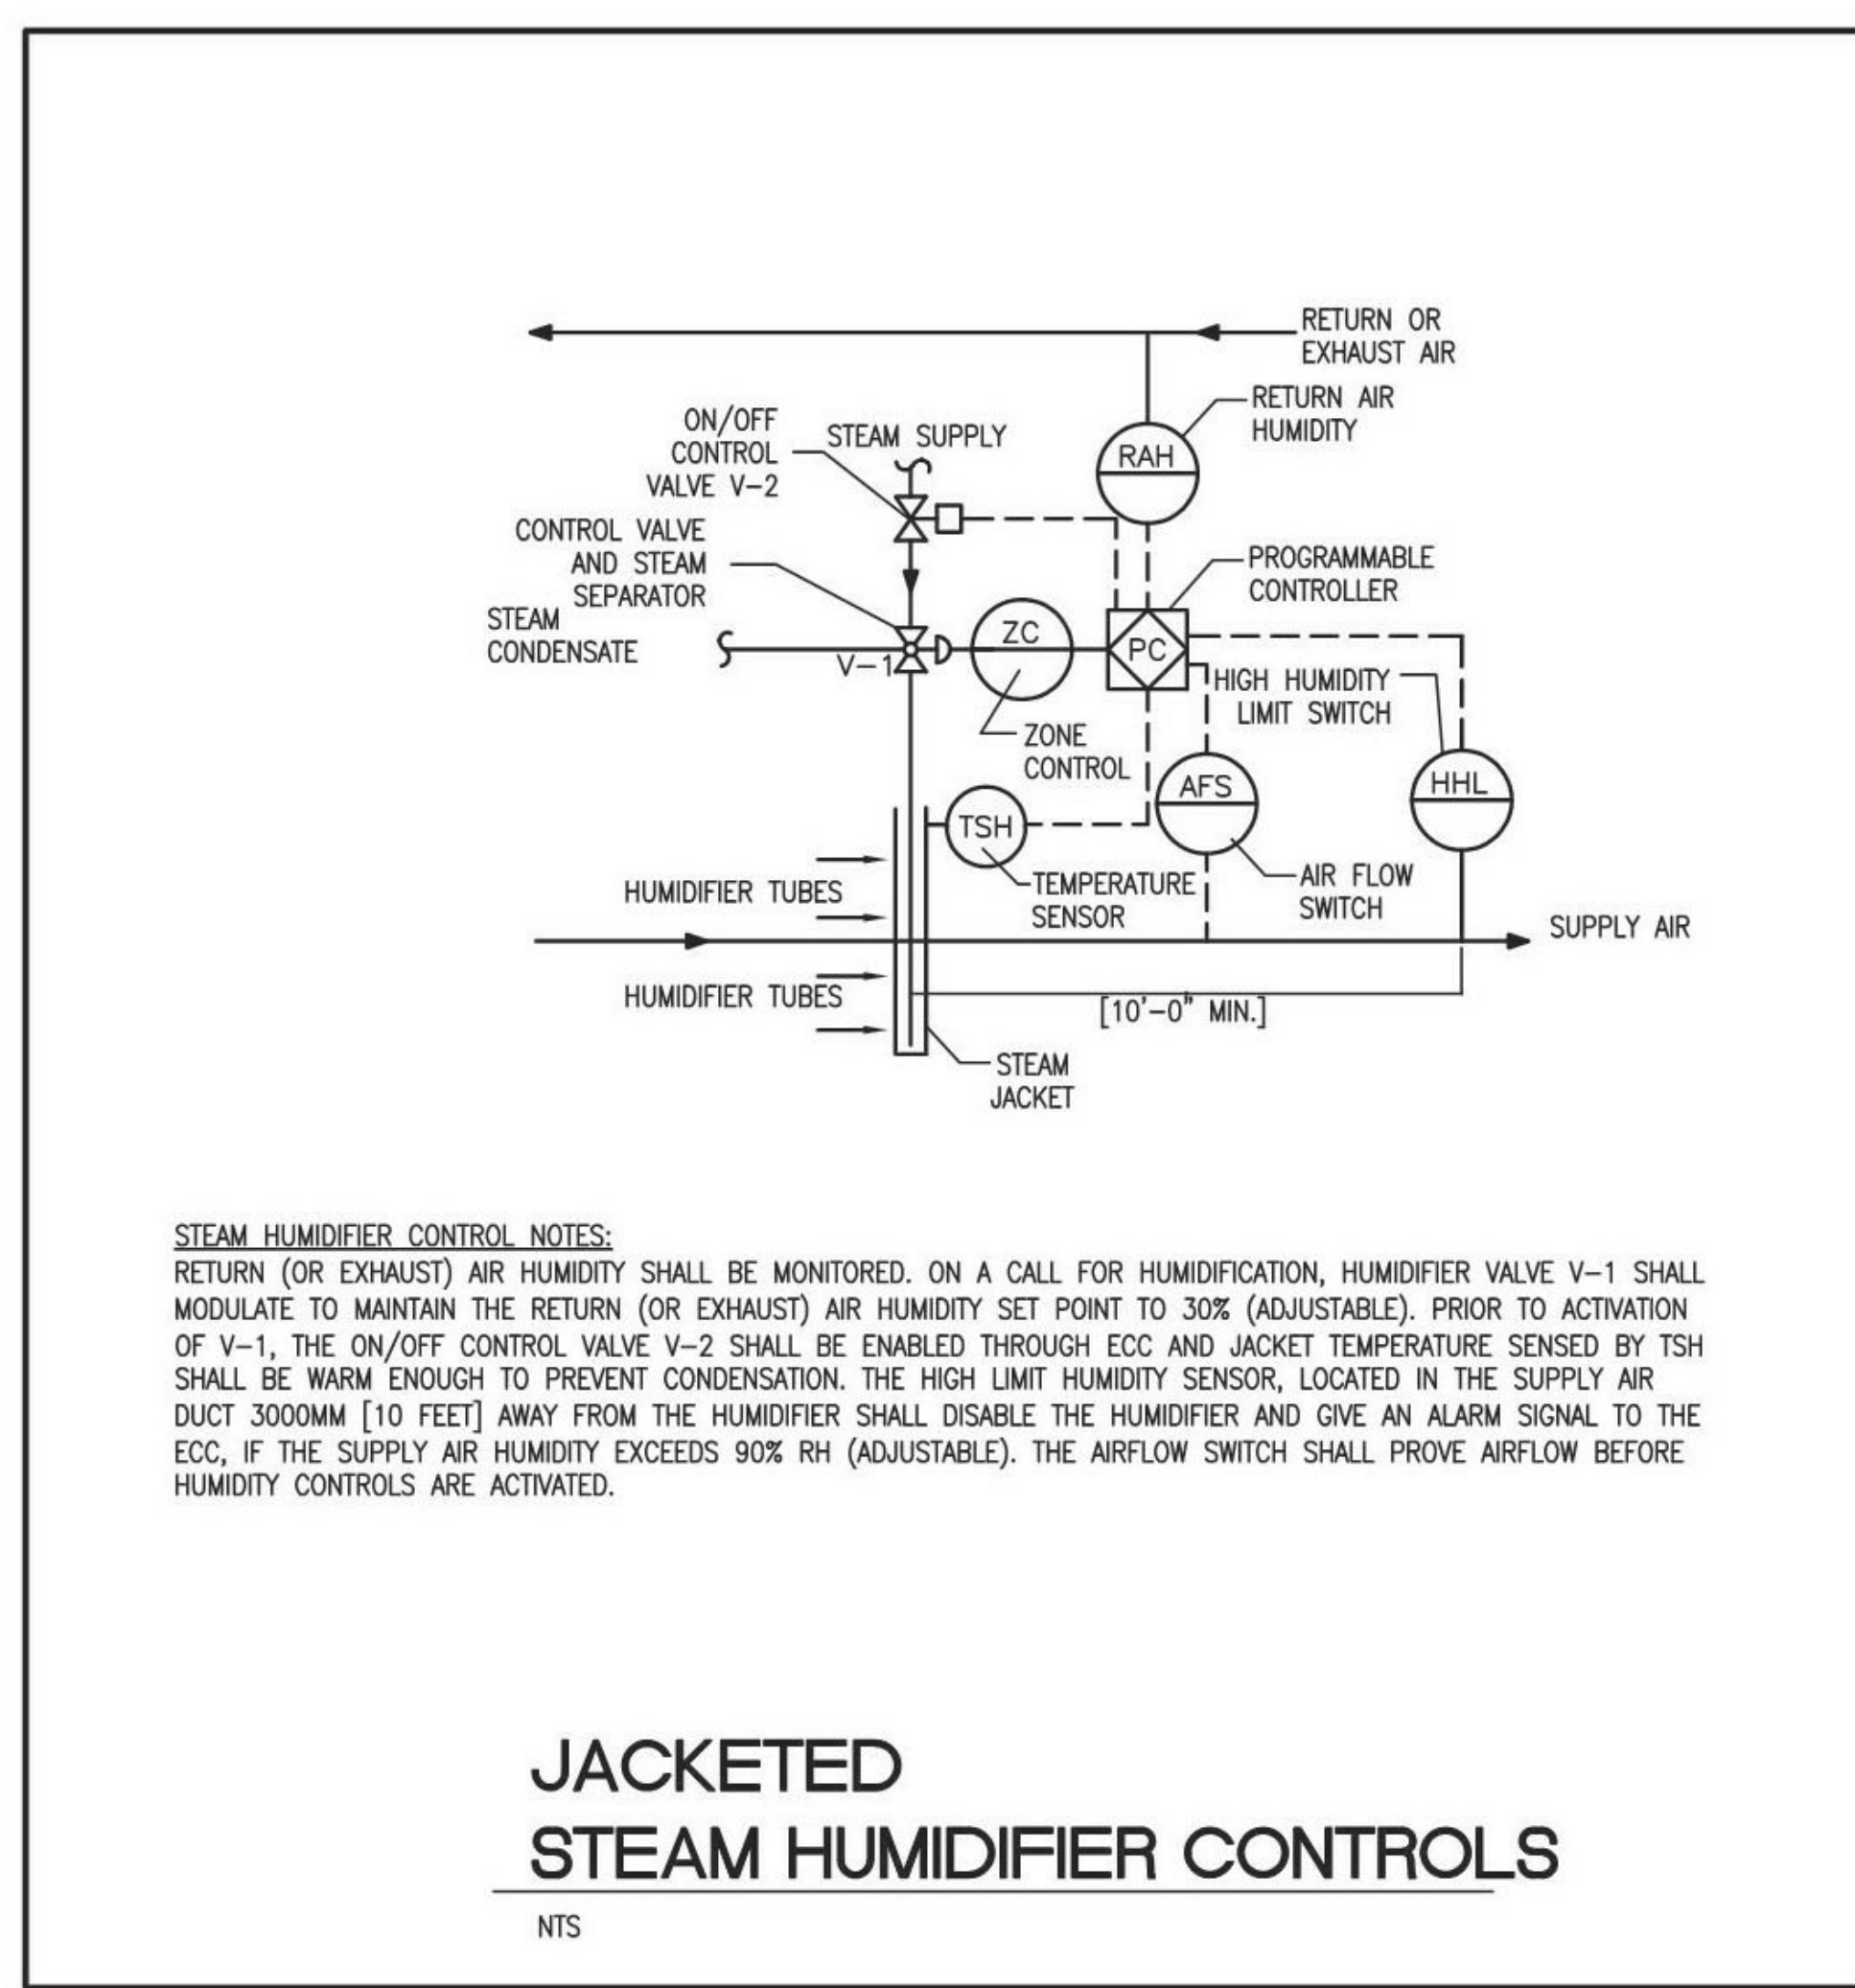 RETURN OR
EXHAUST AIR
RETURN AIR
HUMIDITY
ON/OFF
CONTROL
VALVE V-2
STEAM SUPPLY
RAH
CONTROL VALVE
AND STEAM
SEPARATOR
PROGRAMMABLE
CONTROLLER
STEAM
CONDENSATE
V-1
ZC
PC
HIGH HUMIDITY
LIMIT SWITCH
ZONE
CONTROL
AFS
HHL
TSH
HUMIDIFIER TUBES
TEMPERATURE
SENSOR
AIR FLOW
SWITCH
SUPPLY AIR
HUMIDIFIER TUBES
[10'-0" MIN.]
STEAM
JACKET
STEAM HUMIDIFIER CONTROL NOTES:
RETURN (OR EXHAUST) AIR HUMIDITY SHALL BE MONITORED. ON A CALL FOR HUMIDIFICATION, HUMIDIFIER VALVE V-1 SHALL
MODULATE TO MAINTAIN THE RETURN (OR EXHAUST) AIR HUMIDITY SET POINT TO 30% (ADJUSTABLE). PRIOR TO ACTIVATION
OF V-1, THE ON/OFF CONTROL VALVE V-2 SHALL BE ENABLED THROUGH ECC AND JACKET TEMPERATURE SENSED BY TSH
SHALL BE WARM ENOUGH TO PREVENT CONDENSATION. THE HIGH LIMIT HUMIDITY SENSOR, LOCATED IN THE SUPPLY AIR
DUCT 3000MM [10 FEET] AWAY FROM THE HUMIDIFIER SHALL DISABLE THE HUMIDIFIER AND GIVE AN ALARM SIGNAL TO THE
ECC, IF THE SUPPLY AIR HUMIDITY EXCEEDS 90% RH (ADJUSTABLE). THE AIRFLOW SWITCH SHALL PROVE AIRFLOW BEFORE
HUMIDITY CONTROLS ARE ACTIVATED.
JACKETED
STEAM HUMIDIFIER CONTROLS
NTS